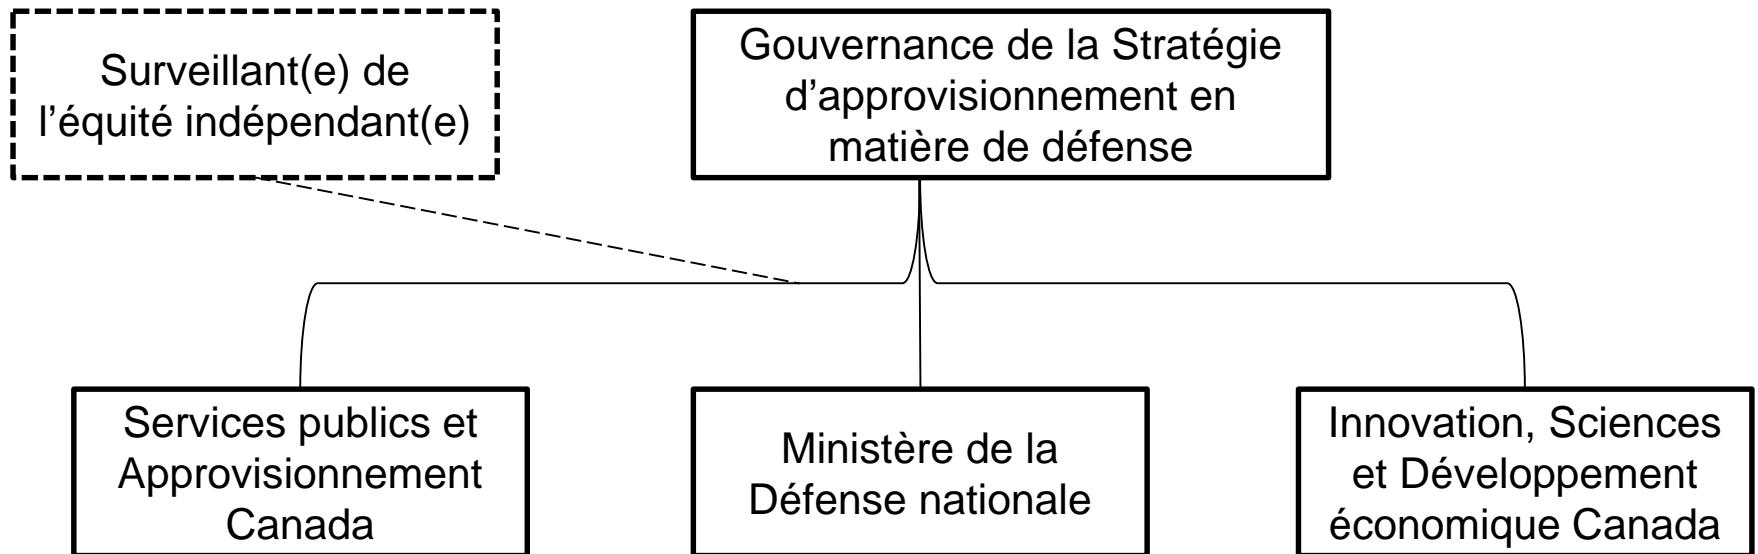 Surveillant(e) de
l'équité indépendant(e)
Gouvernance de la Stratégie
d'approvisionnement en
matière de défense
Services publics et
Approvisionnement
Canada
Ministère de la
Défense nationale
Innovation, Sciences
et Développement
économique Canada